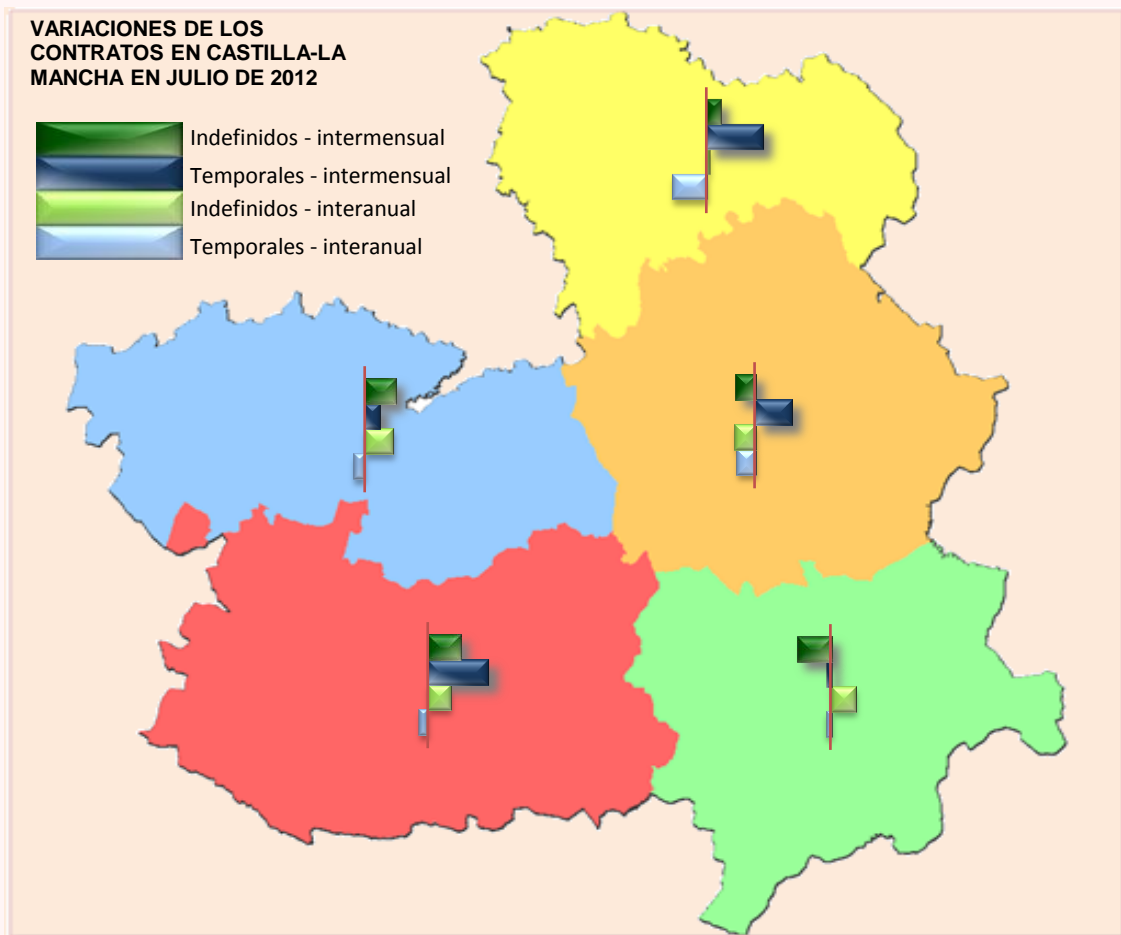 VARIACIONES DE LOS
CONTRATOS EN CASTILLA-LA
MANCHA EN JULIO DE 2012
Indefinidos - intermensual
Temporales - intermensual
Indefinidos - interanual
Temporales - interanual